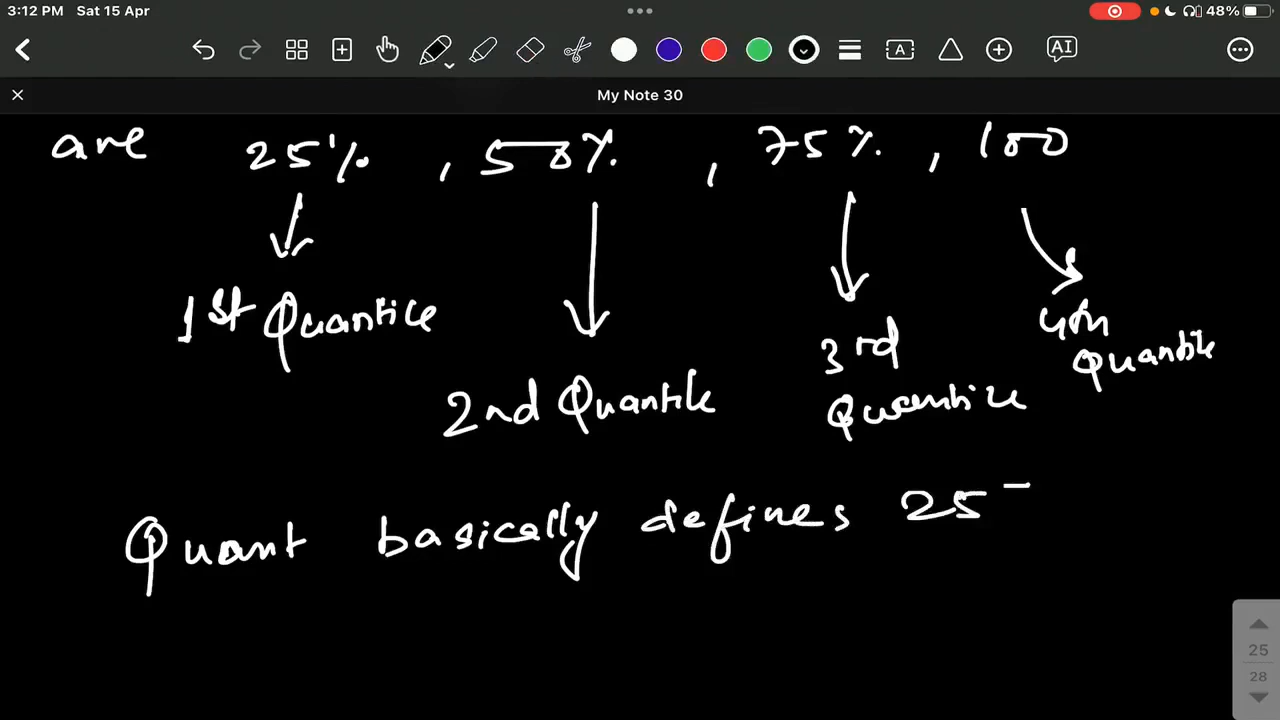 3:12 PM Sat 15 Apr
48%
A
AI
My Note 30
are 25% , 50% , 75% , 100
1st Quantile
2nd Quantile
3rd Quantile
4th Quantile
Quant basically defines 25
25
28